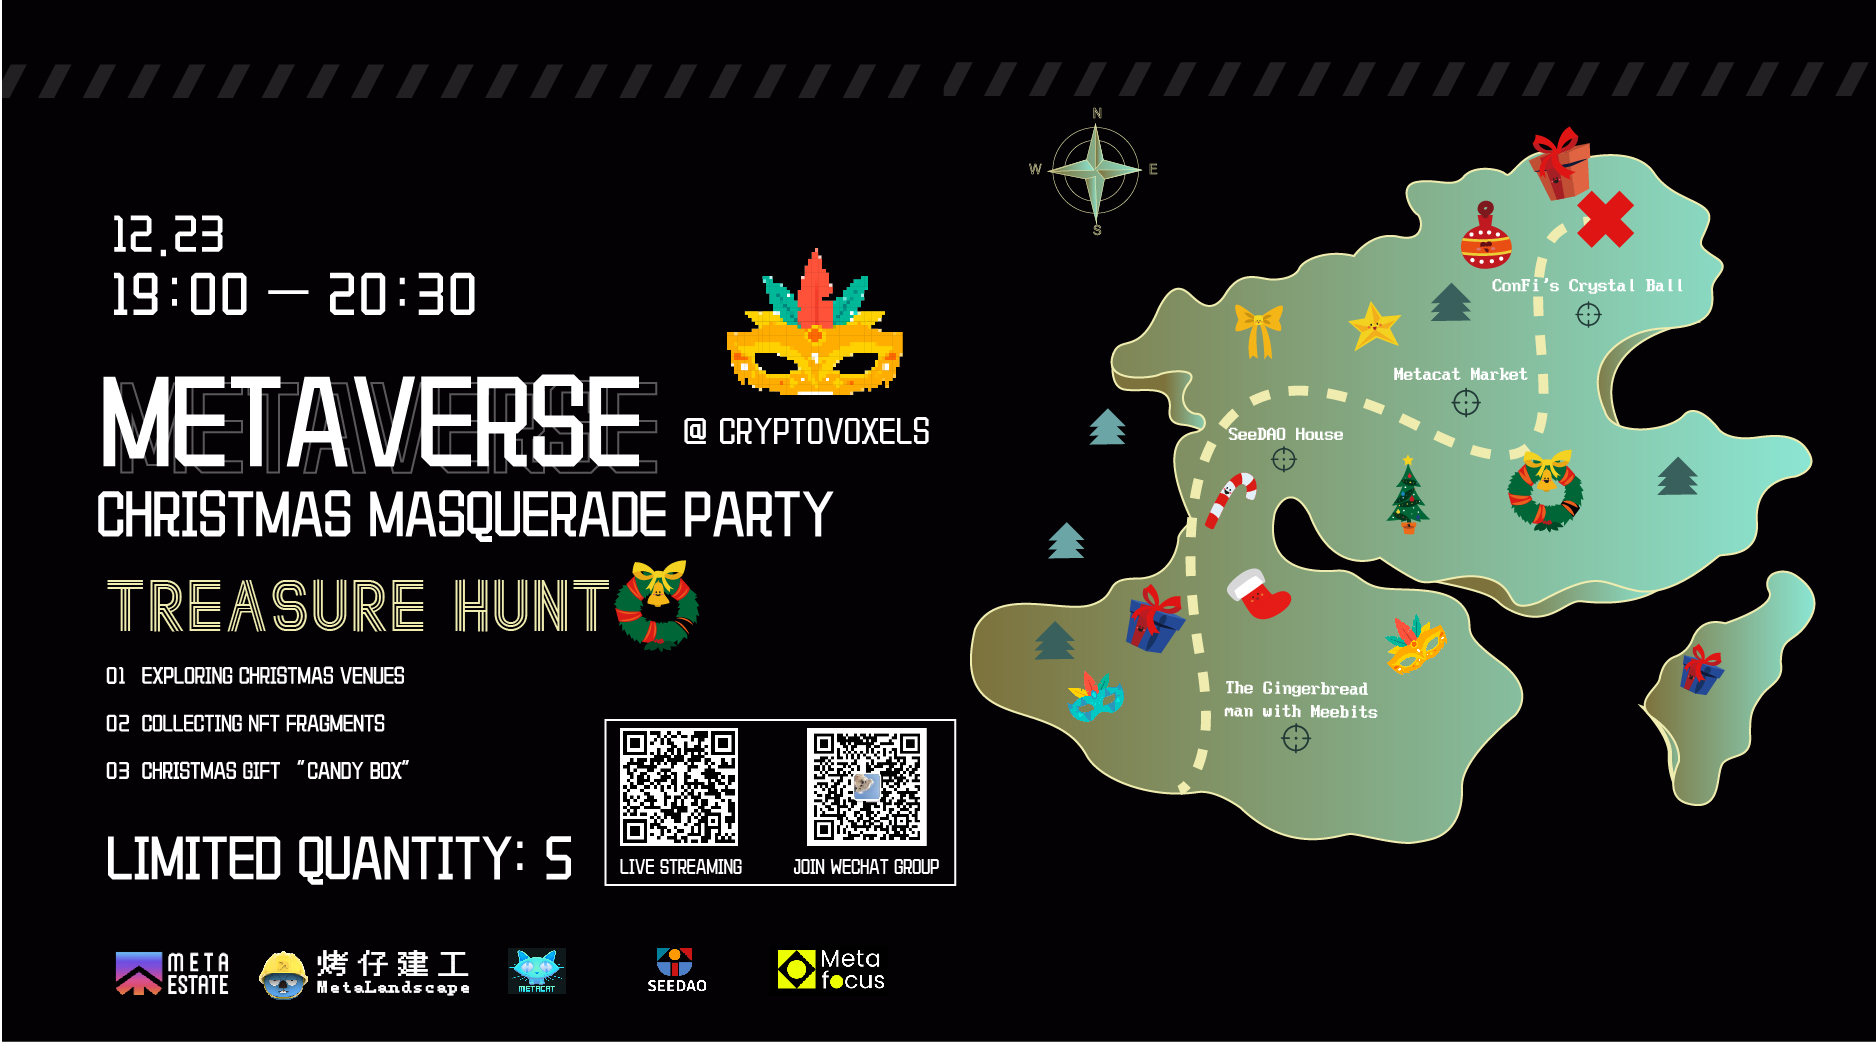 12.23
19:00 — 20:30
METAVERSE
@ CRYPTOVOXELS
CHRISTMAS MASQUERADE PARTY
TREASURE HUNT
01 EXPLORING CHRISTMAS VENUES
02 COLLECTING NFT FRAGMENTS
03 CHRISTMAS GIFT "CANDY BOX"
LIMITED QUANTITY: 5
LIVE STREAMING
JOIN WECHAT GROUP
META
ESTATE
烤仔建工
MetaLandscape
METACAT
SEEDAO
Meta
focus
N
W
E
S
ConFi's Crystal Ball
Metacat Market
SeeDAO House
The Gingerbread
man with Meebits